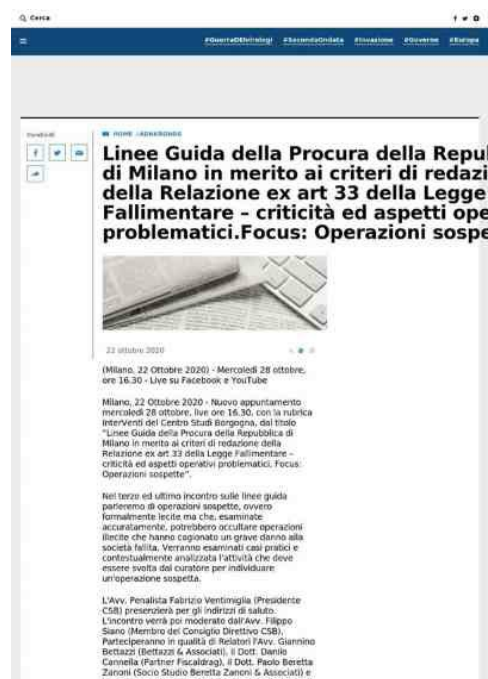 Cerca
#GuerraDEIvirologi #SecondaOndata #Invasione #Governo #Europa
Condividi
HOME
Linee Guida della Procura della Repu
di Milano in merito ai criteri di redazi
della Relazione ex art 33 della Legge
Fallimentare – criticità ed aspetti ope
problematici.Focus: Operazioni sospe
22 ottobre 2020
(Milano, 22 Ottobre 2020) - Mercoledì 28 ottobre,
ore 16.30 - Live su Facebook e YouTube
Milano, 22 Ottobre 2020 - Nuovo appuntamento
mercoledì 28 ottobre, live ore 16.30, con la rubrica
InterVenti del Centro Studi Borgogna, dal titolo
"Linee Guida della Procura della Repubblica di
Milano in merito ai criteri di redazione della
Relazione ex art 33 della Legge Fallimentare –
criticità ed aspetti operativi problematici. Focus:
Operazioni sospette".
Nel terzo ed ultimo incontro sulle linee guida
parleremo di operazioni sospette, ovvero
formalmente lecite ma che, esaminate
accuratamente, potrebbero occultare operazioni
illecite che hanno cagionato un grave danno alla
società fallita. Verranno esaminati casi pratici e
contestualmente analizzata l'attività che deve
essere svolta dal curatore per individuare
un'operazione sospetta.
L'Avv. Penalista Fabrizio Ventimiglia (Presidente
CSB) presenzierà per gli indirizzi di saluto.
L'incontro verrà poi moderato dall'Avv. Filippo
Siano (Membro del Consiglio Direttivo CSB),
Parteciperanno in qualità di Relatori l'Avv. Giannino
Bettazzi (Bettazzi & Associati), il Dott. Danilo
Cannella (Partner Fiscaldrag), il Dott. Paolo Beretta
Zanoni (Socio Studio Beretta Zanoni & Associati) e